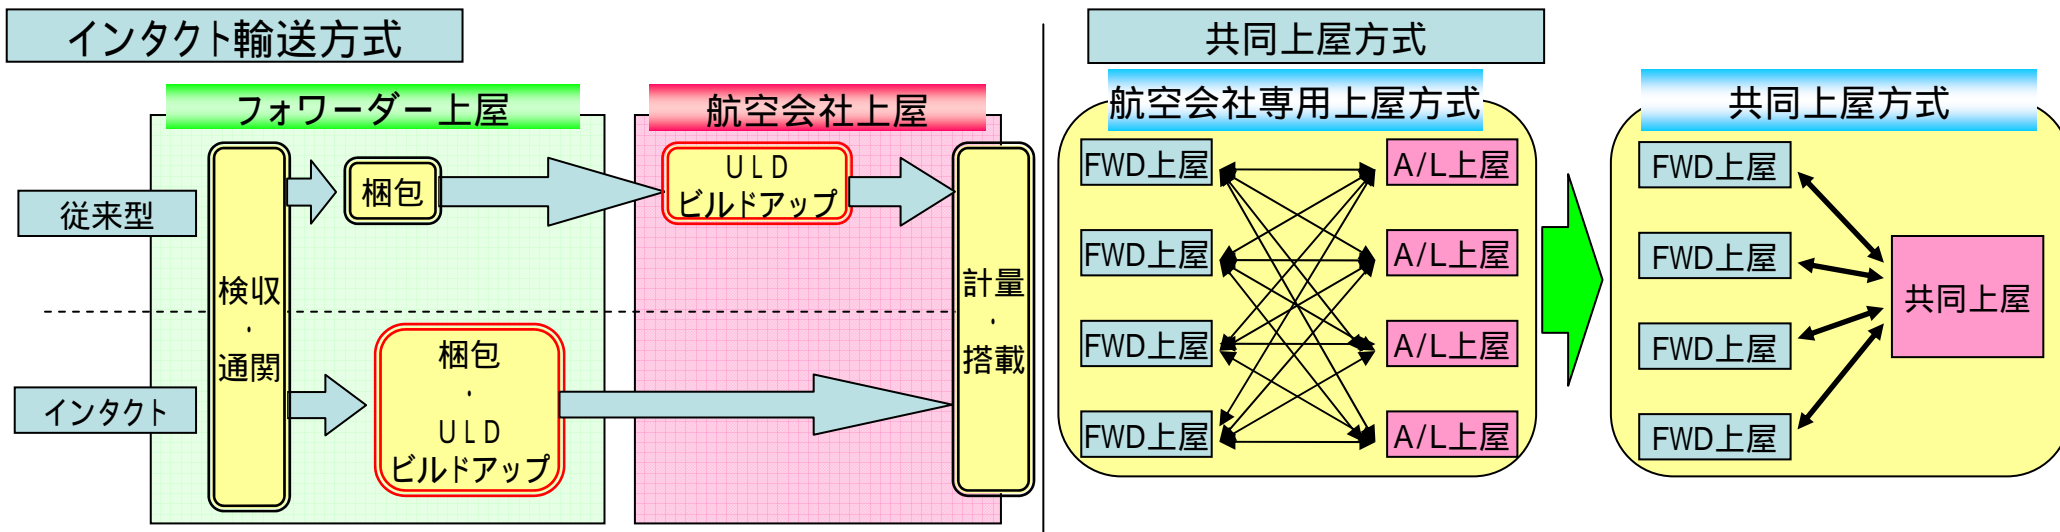 インタクト輸送方式
フォワーダー上屋
航空会社上屋
従来型
インタクト
検収
・
通関
梱包
ULD
ビルドアップ
梱包
・
ULD
ビルドアップ
計量
・
搭載
共同上屋方式
航空会社専用上屋方式
FWD上屋
A/L上屋
FWD上屋
A/L上屋
FWD上屋
A/L上屋
FWD上屋
A/L上屋
共同上屋方式
FWD上屋
FWD上屋
FWD上屋
FWD上屋
共同上屋